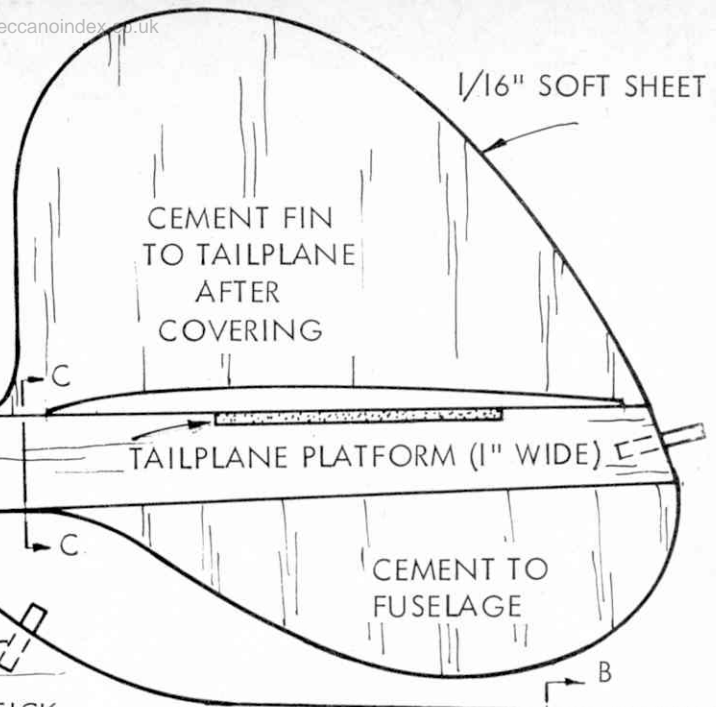 eccanoindex.co.uk
1/16" SOFT SHEET
CEMENT FIN
TO TAILPLANE
AFTER
COVERING
C
TAILPLANE PLATFORM (1" WIDE)
C
CEMENT TO
FUSELAGE
B